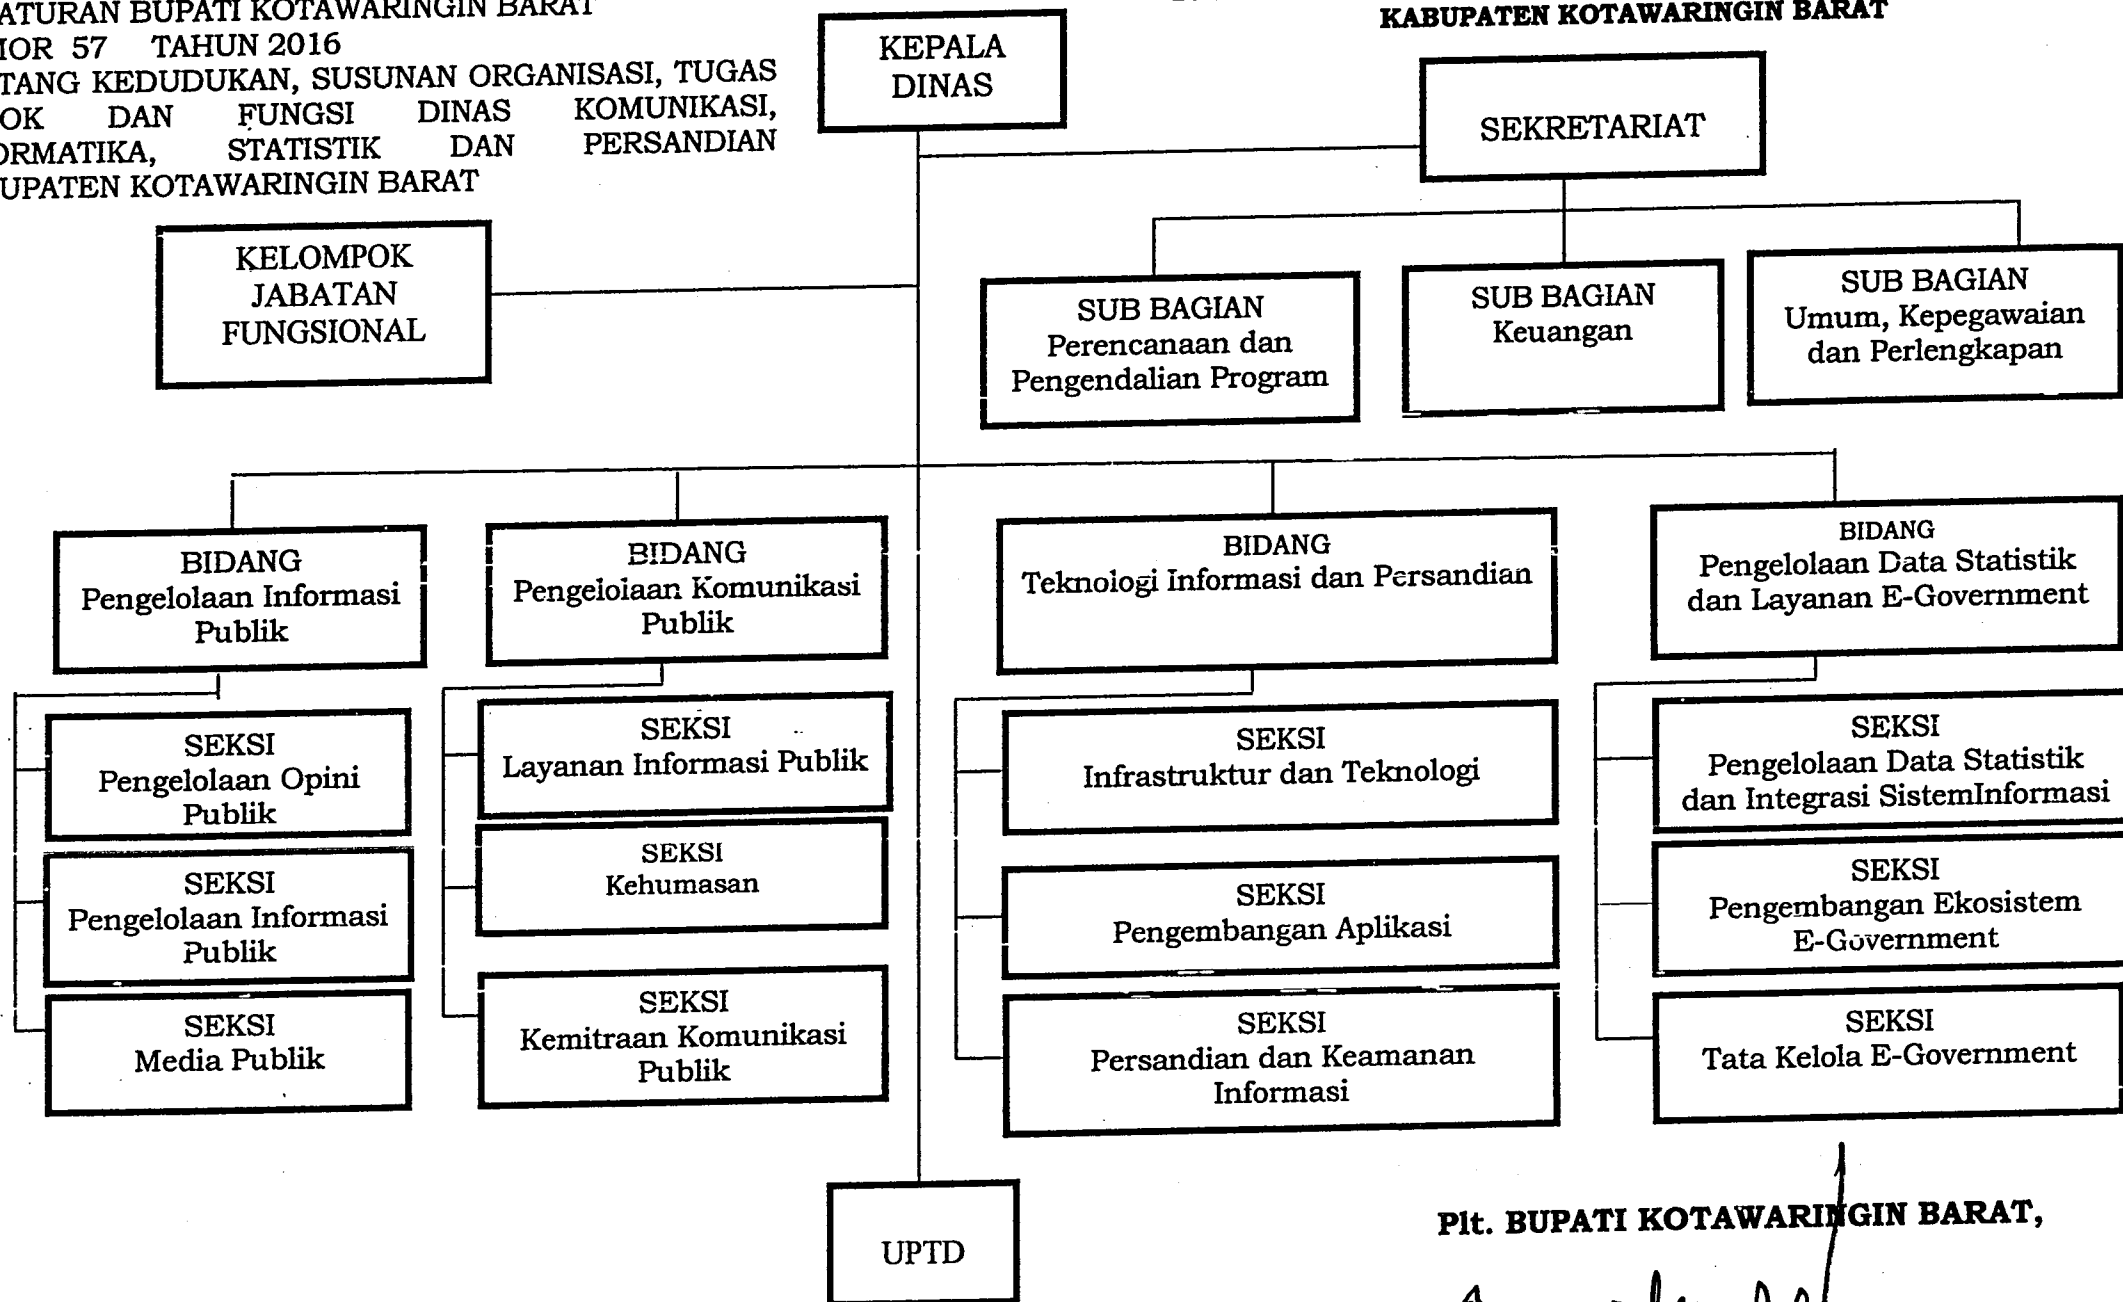 ATURAN BUPATI KOTAWARINGIN BARAT
MOR 57 TAHUN 2016
TANG KEDUDUKAN, SUSUNAN ORGANISASI, TUGAS
OK DAN FUNGSI DINAS KOMUNIKASI,
ORMATIKA, STATISTIK DAN PERSANDIAN
UPATEN KOTAWARINGIN BARAT
KABUPATEN KOTAWARINGIN BARAT
KEPALA
DINAS
SEKRETARIAT
KELOMPOK
JABATAN
FUNGSIONAL
SUB BAGIAN
Perencanaan dan
Pengendalian Program
SUB BAGIAN
Keuangan
SUB BAGIAN
Umum, Kepegawaian
dan Perlengkapan
BIDANG
Pengelolaan Informasi
Publik
BIDANG
Pengelolaan Komunikasi
Publik
BIDANG
Teknologi Informasi dan Persandian
BIDANG
Pengelolaan Data Statistik
dan Layanan E-Government
SEKSI
Pengelolaan Opini
Publik
SEKSI
Pengelolaan Informasi
Publik
SEKSI
Media Publik
SEKSI
Layanan Informasi Publik
SEKSI
Kehumasan
SEKSI
Kemitraan Komunikasi
Publik
SEKSI
Infrastruktur dan Teknologi
SEKSI
Pengembangan Aplikasi
SEKSI
Persandian dan Keamanan
Informasi
SEKSI
Pengelolaan Data Statistik
dan Integrasi SistemInformasi
SEKSI
Pengembangan Ekosistem
E-Government
SEKSI
Tata Kelola E-Government
UPTD
Plt. BUPATI KOTAWARINGIN BARAT,